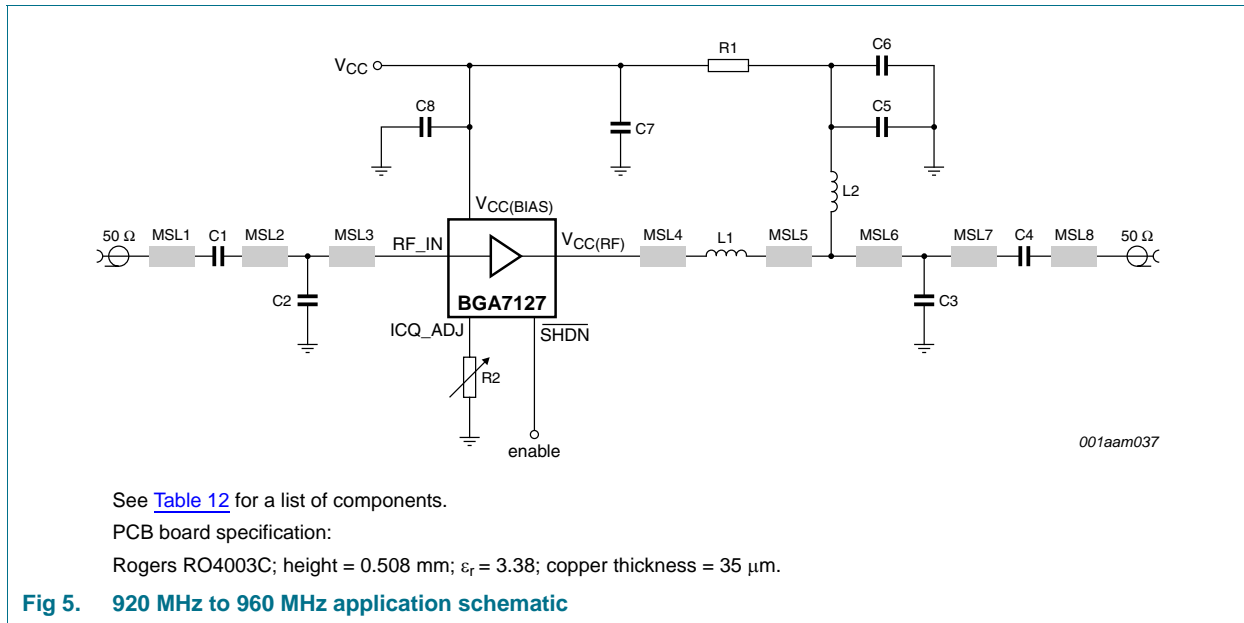 R1
C6
VCC
C8
C5
C7
L2
VCC(BIAS)
50 Ω
MSL1
C1
MSL2
MSL3
RF_IN
VCC(RF)
MSL4
L1
MSL5
MSL6
MSL7
C4
MSL8
50 Ω
BGA7127
C2
C3
ICQ_ADJ
SHDN
R2
enable
001aam037
See Table 12 for a list of components.
PCB board specification:
Rogers RO4003C; height = 0.508 mm; εr = 3.38; copper thickness = 35 μm.
Fig 5. 920 MHz to 960 MHz application schematic